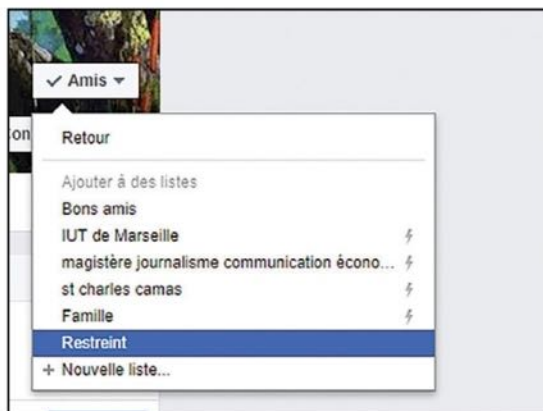 Amis
on
Retour
Ajouter à des listes
Bons amis
IUT de Marseille
magistère journalisme communication écono...
st charles camas
Famille
Restreint
+ Nouvelle liste...